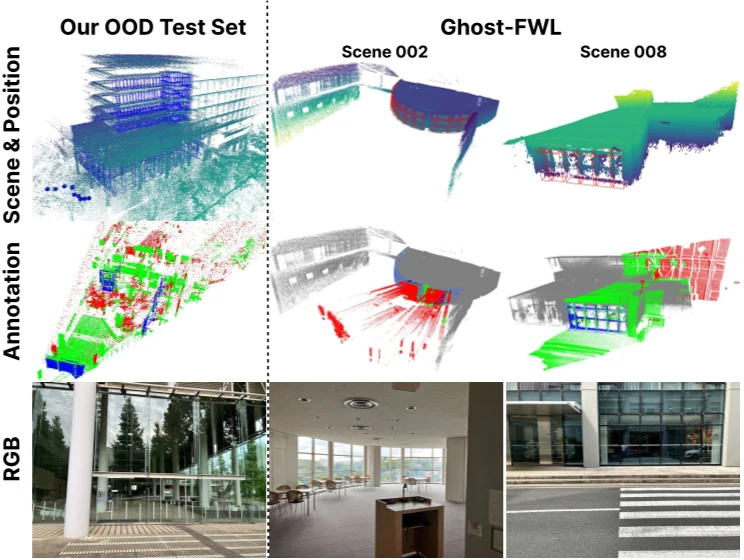 Our OOD Test Set
Ghost-FWL
Scene 002
Scene 008
Scene & Position
Annotation
RGB